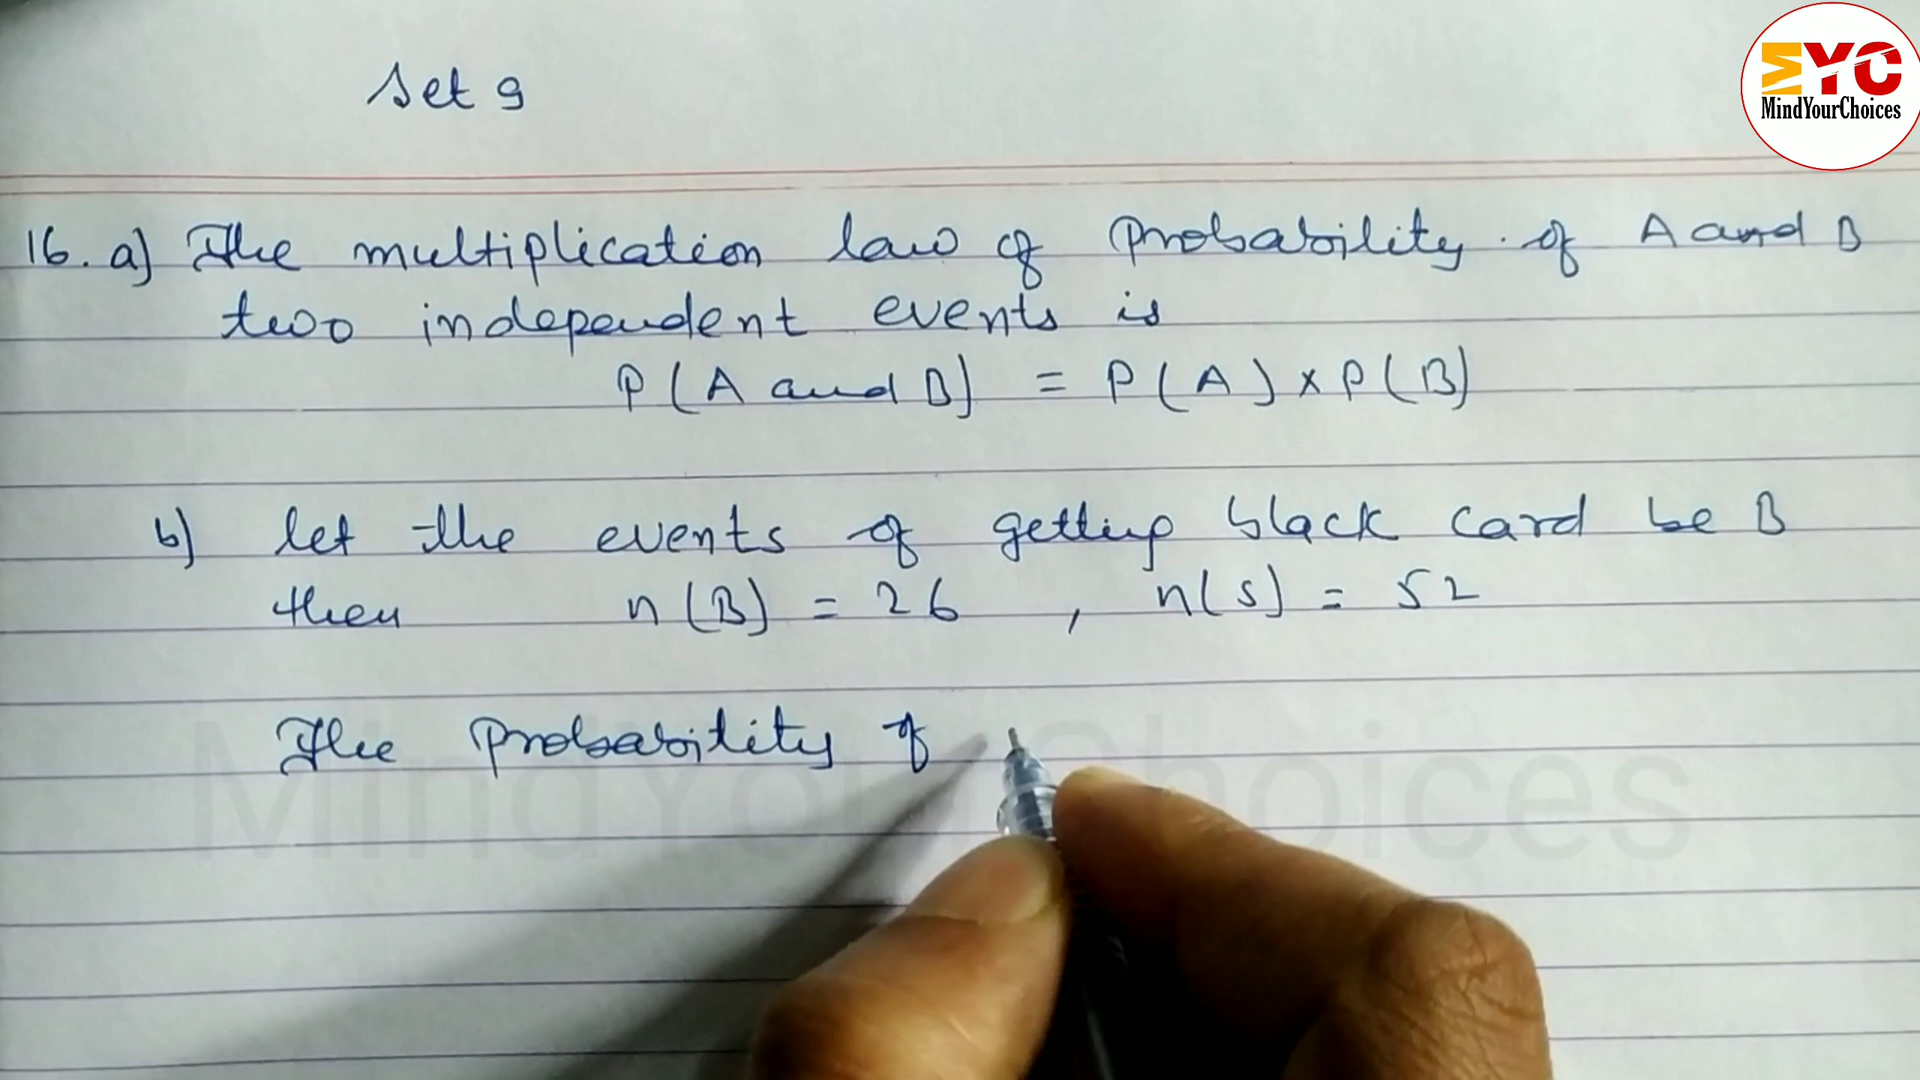 Set 9
MYC
MindYourChoices
16. a) The multiplication law of Probability of A and B
two independent events is
P(A and B) = P(A) x P(B)
b) let the events of getting black card be B
then n(B) = 26 , n(S) = 52
The Probability of
MindYourChoices